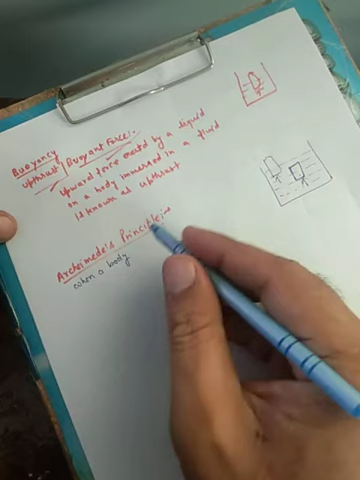 Buoyancy
upthrust / Buoyant Force:-
upward force exerted by a liquid
on a body immersed in a fluid
is known as upthrust
Archimede's Principle:-
when a body